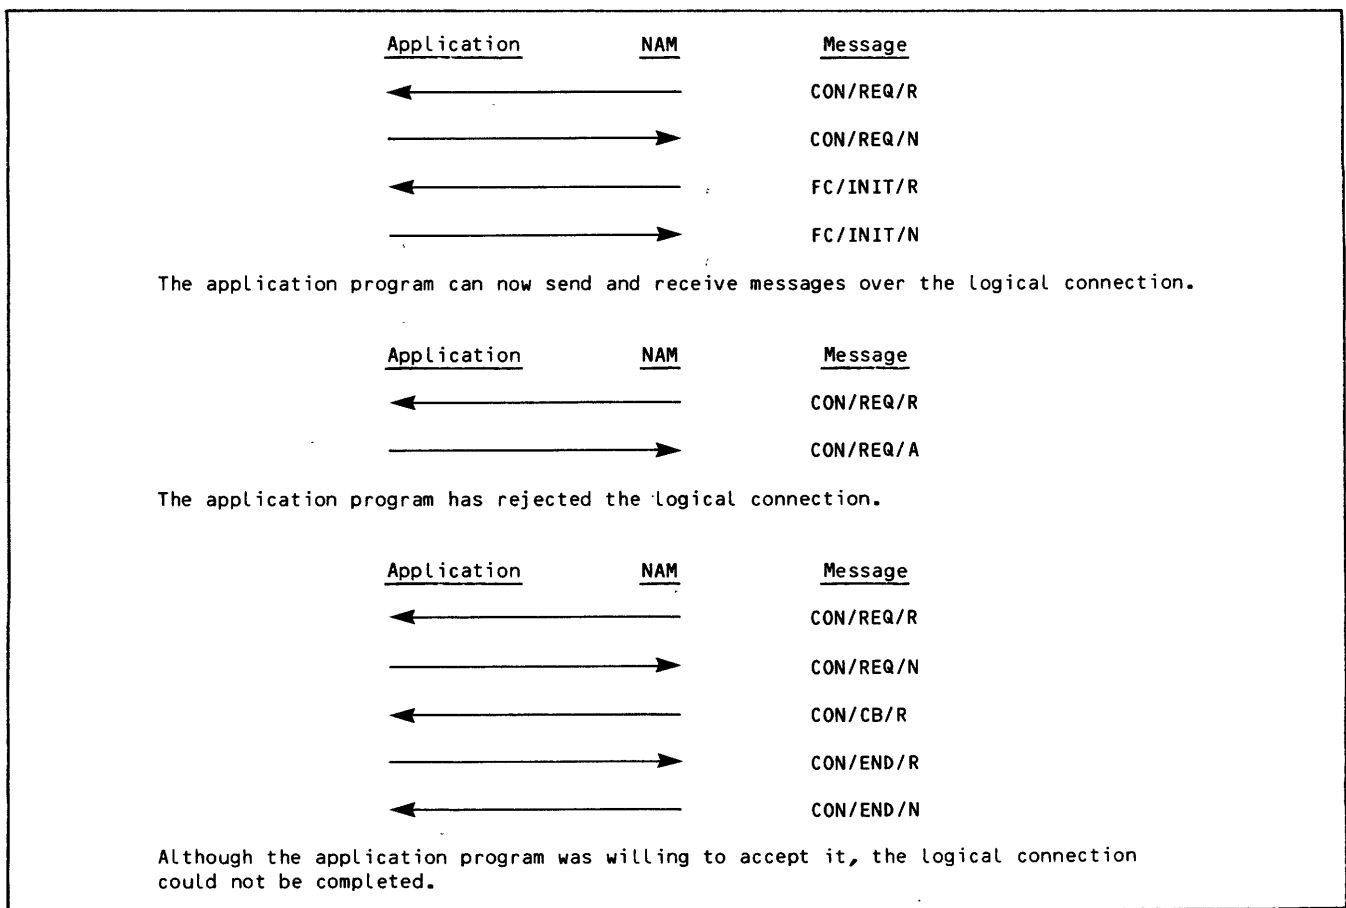 Application NAM Message
CON/REQ/R
CON/REQ/N
FC/INIT/R
FC/INIT/N
The application program can now send and receive messages over the logical connection.
Application NAM Message
CON/REQ/R
CON/REQ/A
The application program has rejected the logical connection.
Application NAM Message
CON/REQ/R
CON/REQ/N
CON/CB/R
CON/END/R
CON/END/N
Although the application program was willing to accept it, the logical connection
could not be completed.